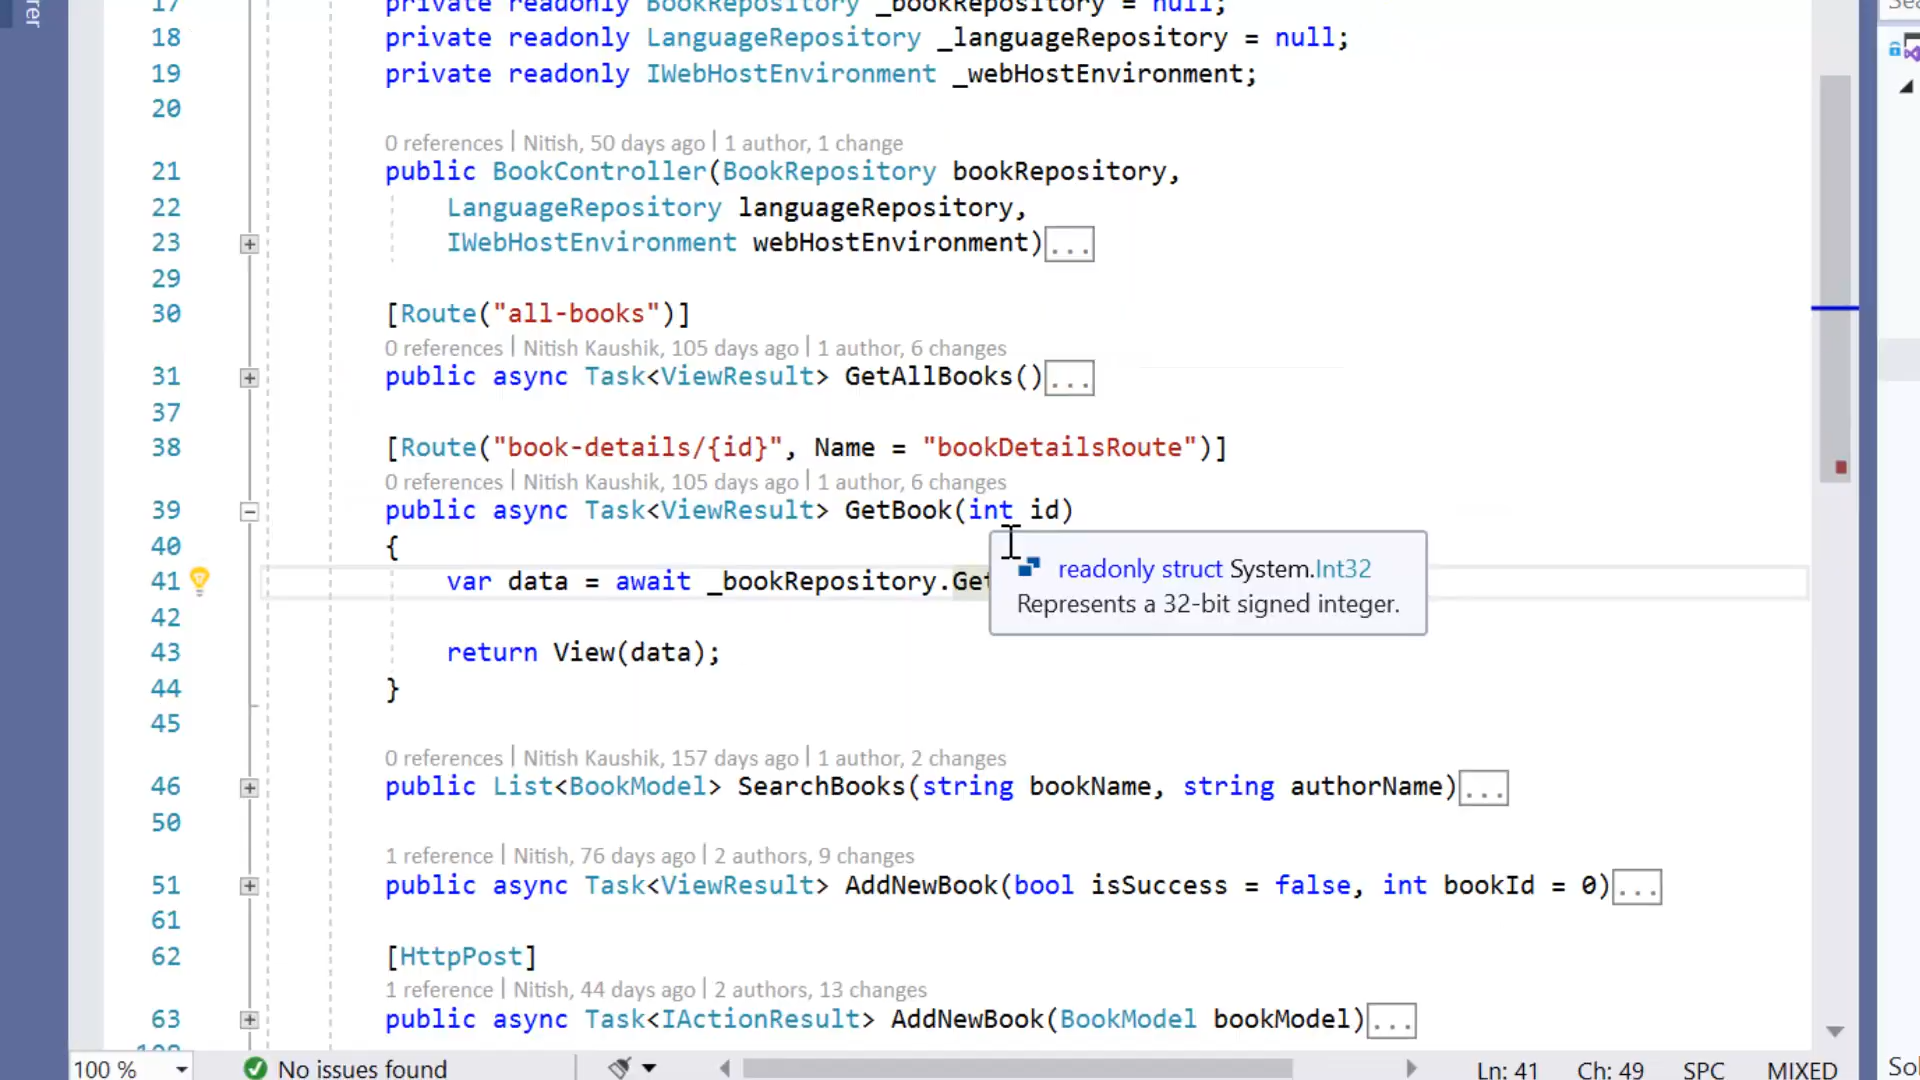 rer
17 private readonly BookRepository _bookRepository = null;
18 private readonly LanguageRepository _languageRepository = null;
19 private readonly IWebHostEnvironment _webHostEnvironment;
20
0 references | Nitish, 50 days ago | 1 author, 1 change
21 public BookController(BookRepository bookRepository,
22 LanguageRepository languageRepository,
23 IWebHostEnvironment webHostEnvironment)...
29
30 [Route("all-books")]
0 references | Nitish Kaushik, 105 days ago | 1 author, 6 changes
31 public async Task<ViewResult> GetAllBooks()...
37
38 [Route("book-details/{id}", Name = "bookDetailsRoute")]
0 references | Nitish Kaushik, 105 days ago | 1 author, 6 changes
39 public async Task<ViewResult> GetBook(int id)
40 {
readonly struct System.Int32
41 var data = await _bookRepository.Get
Represents a 32-bit signed integer.
42
43 return View(data);
44 }
45
0 references | Nitish Kaushik, 157 days ago | 1 author, 2 changes
46 public List<BookModel> SearchBooks(string bookName, string authorName)...
50
1 reference | Nitish, 76 days ago | 2 authors, 9 changes
51 public async Task<ViewResult> AddNewBook(bool isSuccess = false, int bookId = 0)...
61
62 [HttpPost]
1 reference | Nitish, 44 days ago | 2 authors, 13 changes
63 public async Task<IActionResult> AddNewBook(BookModel bookModel)...
100 % No issues found Ln: 41 Ch: 49 SPC MIXED Sol